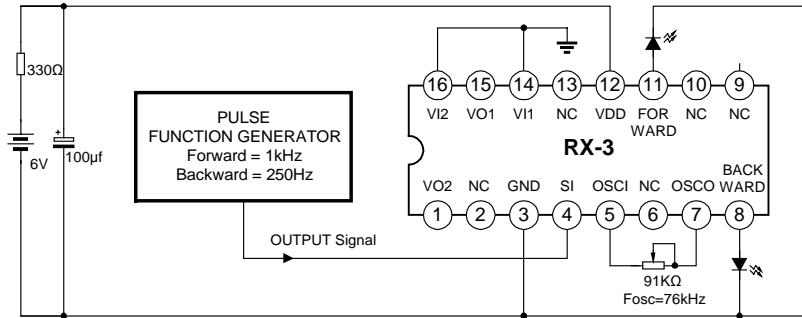 330Ω
+
100µf
6V
PULSE
FUNCTION GENERATOR
Forward = 1kHz
Backward = 250Hz
OUTPUT Signal
16 15 14 13 12 11 10 9
VI2 VO1 VI1 NC VDD FOR WARD NC NC
RX-3
VO2 NC GND SI OSCI NC OSCO BACK WARD
1 2 3 4 5 6 7 8
91KΩ
Fosc=76kHz